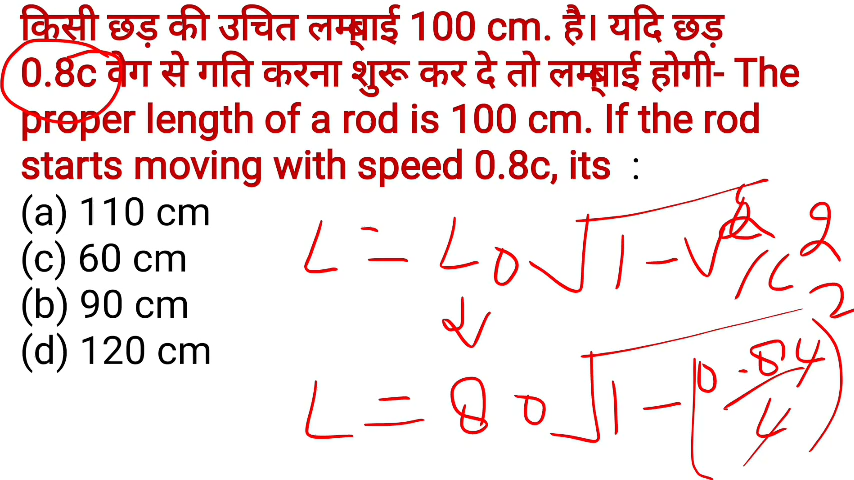 किसी छड़ की उचित लम्बाई 100 cm. है। यदि छड़
0.8c वेग से गति करना शुरू कर दे तो लम्बाई होगी- The
proper length of a rod is 100 cm. If the rod
starts moving with speed 0.8c, its :
(a) 110 cm
(c) 60 cm
(b) 90 cm
(d) 120 cm
L = L₀ √1 - v²/c²
L = 80 √1 -